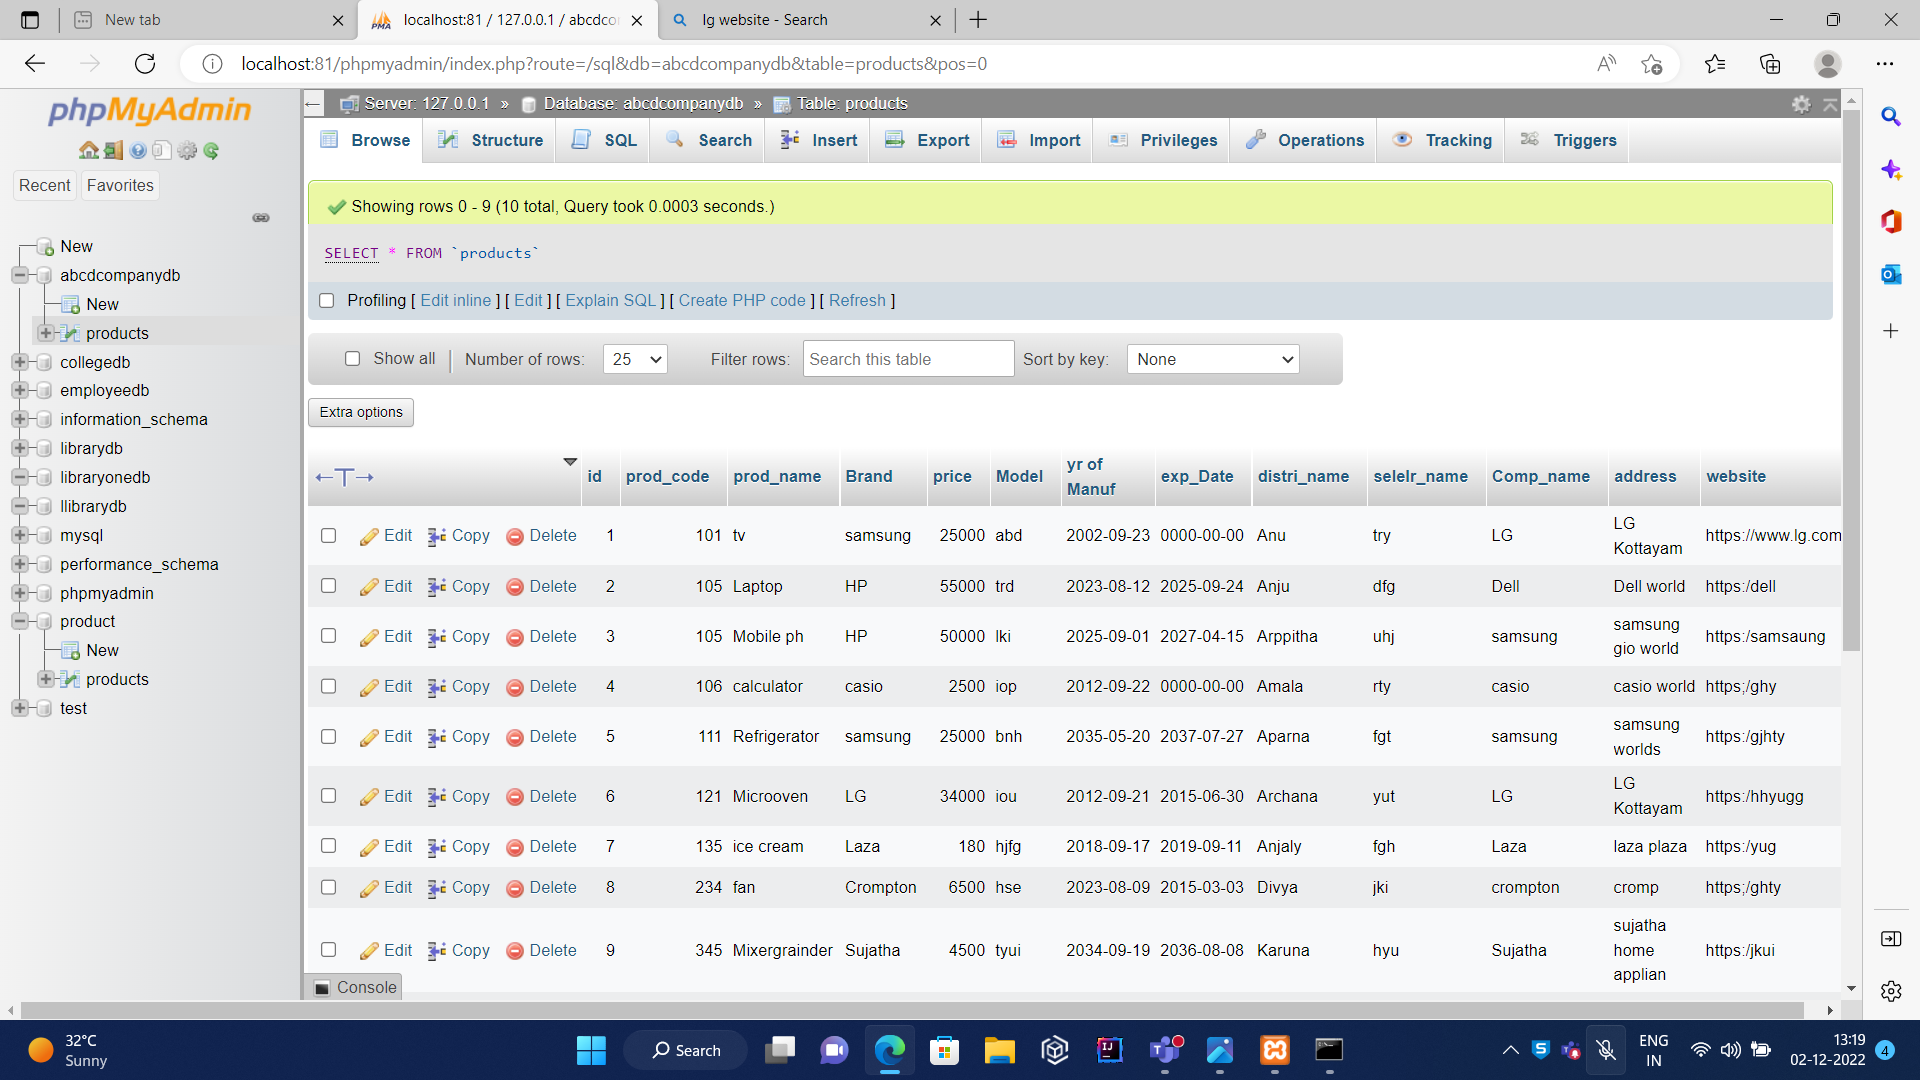 New tab
localhost:81 / 127.0.0.1 / abcdco
lg website - Search
localhost:81/phpmyadmin/index.php?route=/sql&db=abcdcompanydb&table=products&pos=0
phpMyAdmin
Recent
Favorites
New
abcdcompanydb
New
products
collegedb
employeedb
information_schema
librarydb
libraryonedb
llibrarydb
mysql
performance_schema
phpmyadmin
product
New
products
test
Server: 127.0.0.1 » Database: abcdcompanydb » Table: products
Browse Structure SQL Search Insert Export Import Privileges Operations Tracking Triggers
Showing rows 0 - 9 (10 total, Query took 0.0003 seconds.)
SELECT * FROM `products`
Profiling [ Edit inline ] [ Edit ] [ Explain SQL ] [ Create PHP code ] [ Refresh ]
Show all Number of rows: 25 Filter rows: Search this table Sort by key: None
Extra options
id prod_code prod_name Brand price Model yr of Manuf exp_Date distri_name selelr_name Comp_name address website
Edit Copy Delete 1 101 tv samsung 25000 abd 2002-09-23 0000-00-00 Anu try LG LG Kottayam https://www.lg.com
Edit Copy Delete 2 105 Laptop HP 55000 trd 2023-08-12 2025-09-24 Anju dfg Dell Dell world https:/dell
Edit Copy Delete 3 105 Mobile ph HP 50000 lki 2025-09-01 2027-04-15 Arppitha uhj samsung samsung gio world https:/samsaung
Edit Copy Delete 4 106 calculator casio 2500 iop 2012-09-22 0000-00-00 Amala rty casio casio world https;/ghy
Edit Copy Delete 5 111 Refrigerator samsung 25000 bnh 2035-05-20 2037-07-27 Aparna fgt samsung samsung worlds https:/gjhty
Edit Copy Delete 6 121 Microoven LG 34000 iou 2012-09-21 2015-06-30 Archana yut LG LG Kottayam https:/hhyugg
Edit Copy Delete 7 135 ice cream Laza 180 hjfg 2018-09-17 2019-09-11 Anjaly fgh Laza laza plaza https:/yug
Edit Copy Delete 8 234 fan Crompton 6500 hse 2023-08-09 2015-03-03 Divya jki crompton cromp https;/ghty
Edit Copy Delete 9 345 Mixergrainder Sujatha 4500 tyui 2034-09-19 2036-08-08 Karuna hyu Sujatha sujatha home applian https:/jkui
Console
32°C
Sunny
Search
ENG
IN
13:19
02-12-2022
4